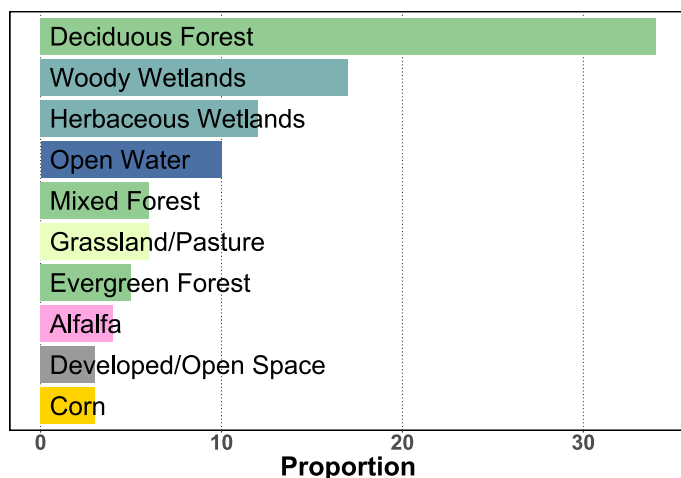 Deciduous Forest
Woody Wetlands
Herbaceous Wetlands
Open Water
Mixed Forest
Grassland/Pasture
Evergreen Forest
Alfalfa
Developed/Open Space
Corn
0 10 20 30
Proportion